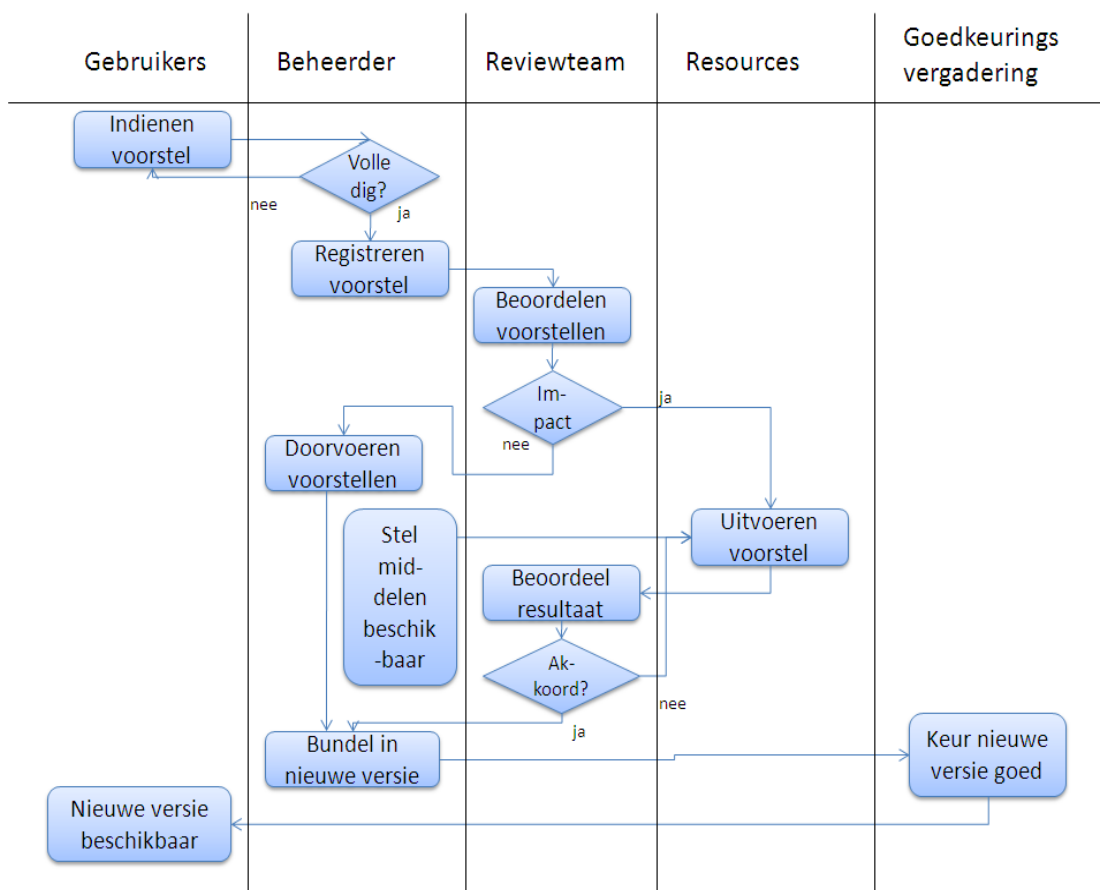 Gebruikers
Beheerder
Reviewteam
Resources
Goedkeurings
vergadering
Indienen
voorstel
Volle
dig?
nee
ja
Registreren
voorstel
Beoordelen
voorstellen
Im-
pact
ja
nee
Doorvoeren
voorstellen
Stel
mid-
delen
beschik
-baar
Uitvoeren
voorstel
Beoordeel
resultaat
Ak-
koord?
nee
ja
Bundel in
nieuwe versie
Keur nieuwe
versie goed
Nieuwe versie
beschikbaar